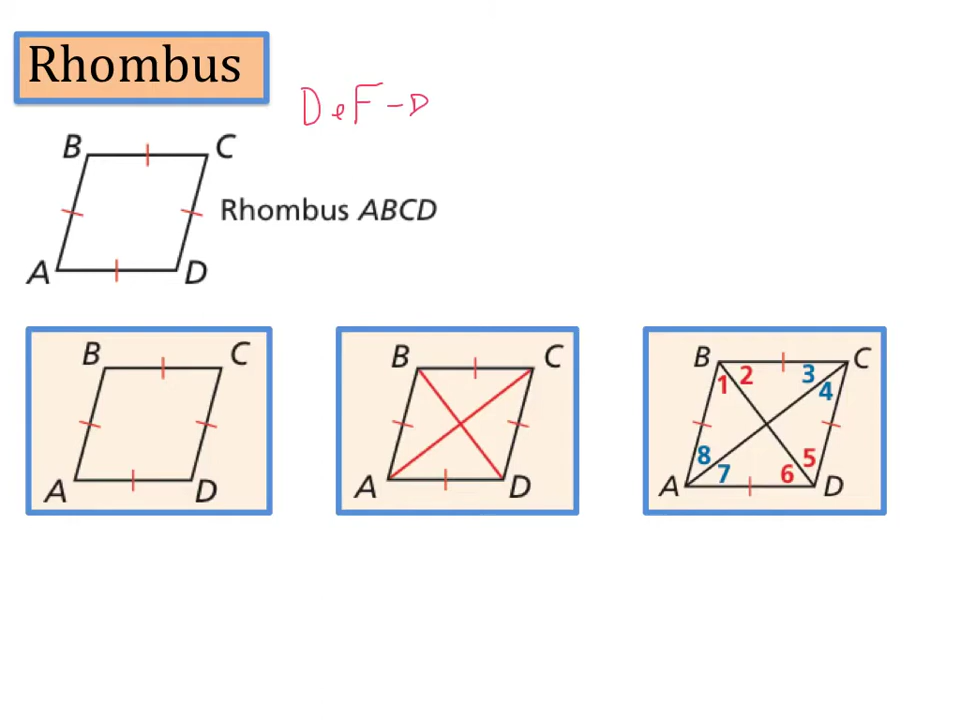 Rhombus
DeF-D
B C
Rhombus ABCD
A D
B C
A D
B C
A D
B 1 2 3 4 C
A 8 7 6 5 D